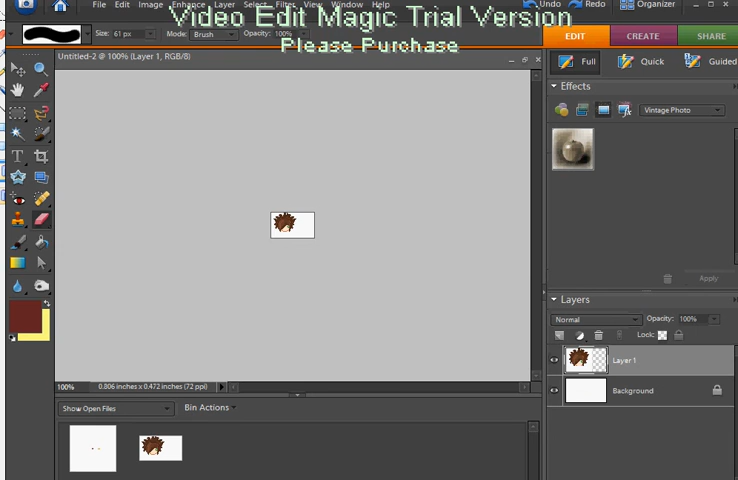 Edit Image Enhance Layer Select Filter View Window
Undo Redo Organizer
Video Edit Magic Trial Version
Please Purchase
Size: 61 px Mode: Brush Opacity: 100%
EDIT CREATE SHARE
Untitled-2 @ 100% (Layer 1, RGB/8)
Full Quick Guided
Effects
Vintage Photo
Apply
Layers
Normal Opacity: 100%
Lock:
Layer 1
Background
100% 0.806 inches x 0.472 inches (72 ppi)
Show Open Files Bin Actions